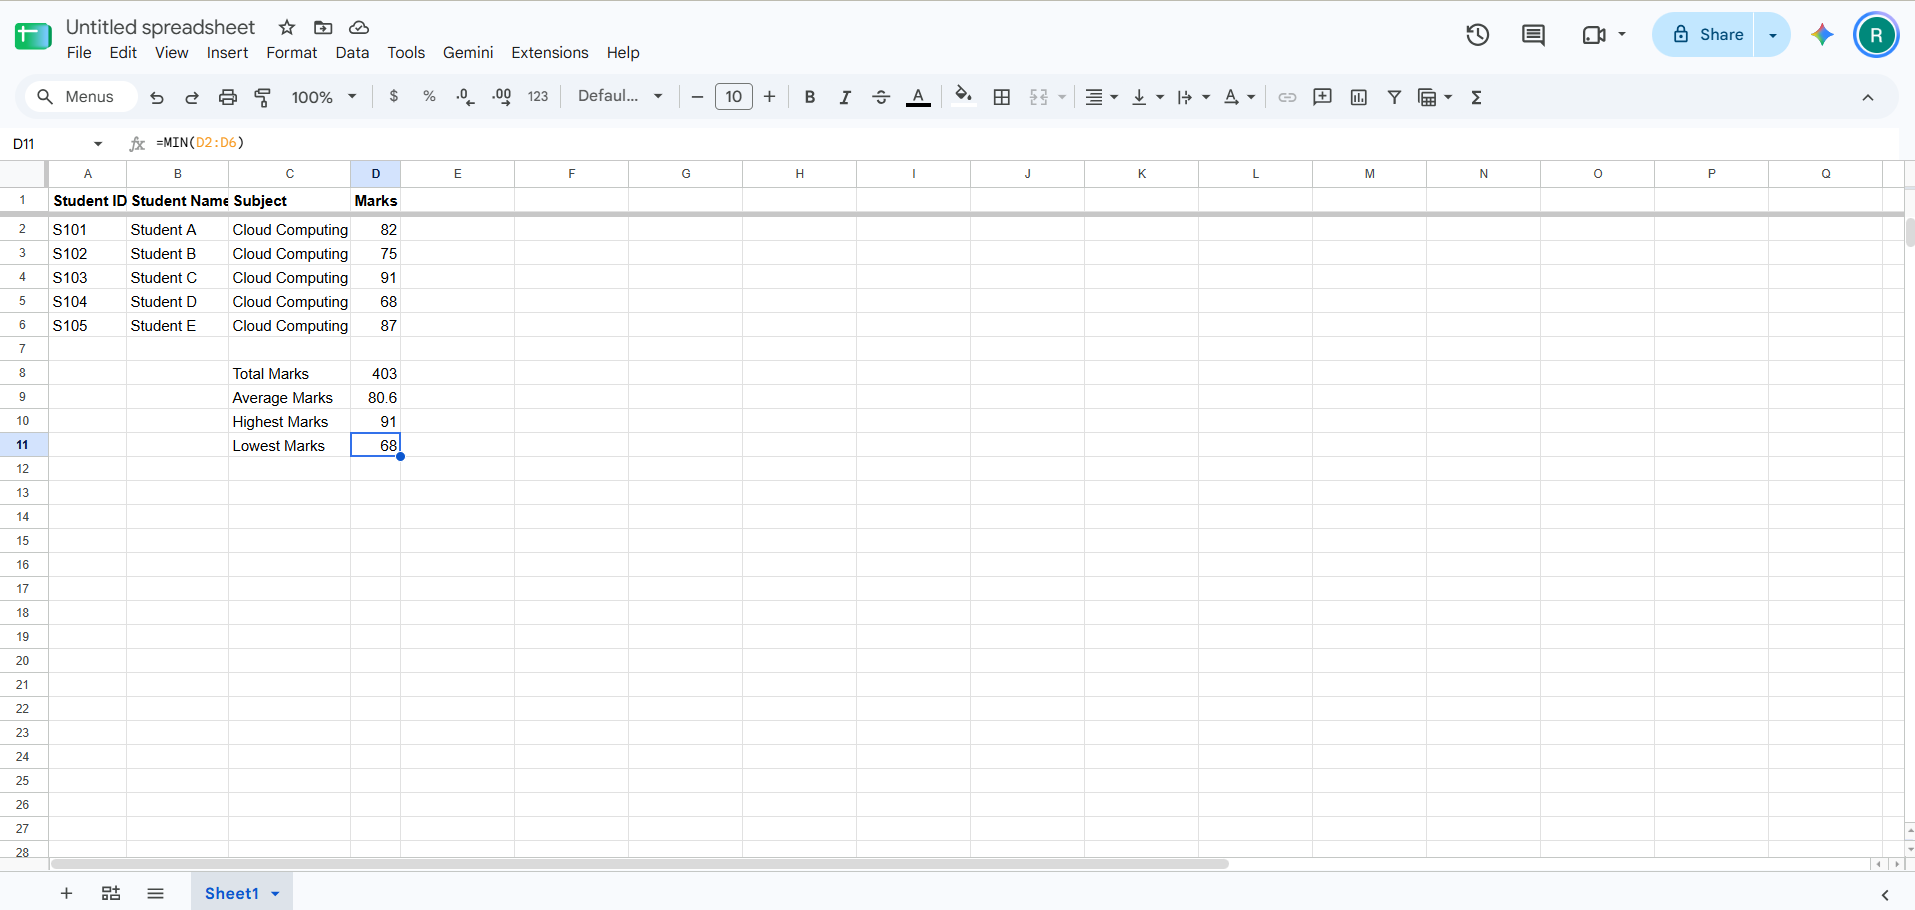 Untitled spreadsheet
File Edit View Insert Format Data Tools Gemini Extensions Help
Share
R
Menus 100% $ % .0 .00 123 Defaul... 10 B I A
D11 fx =MIN(D2:D6)
A B C D E F G H I J K L M N O P Q
1 Student ID Student Name Subject Marks
2 S101 Student A Cloud Computing 82
3 S102 Student B Cloud Computing 75
4 S103 Student C Cloud Computing 91
5 S104 Student D Cloud Computing 68
6 S105 Student E Cloud Computing 87
7
8 Total Marks 403
9 Average Marks 80.6
10 Highest Marks 91
11 Lowest Marks 68
12
13
14
15
16
17
18
19
20
21
22
23
24
25
26
27
28
Sheet1